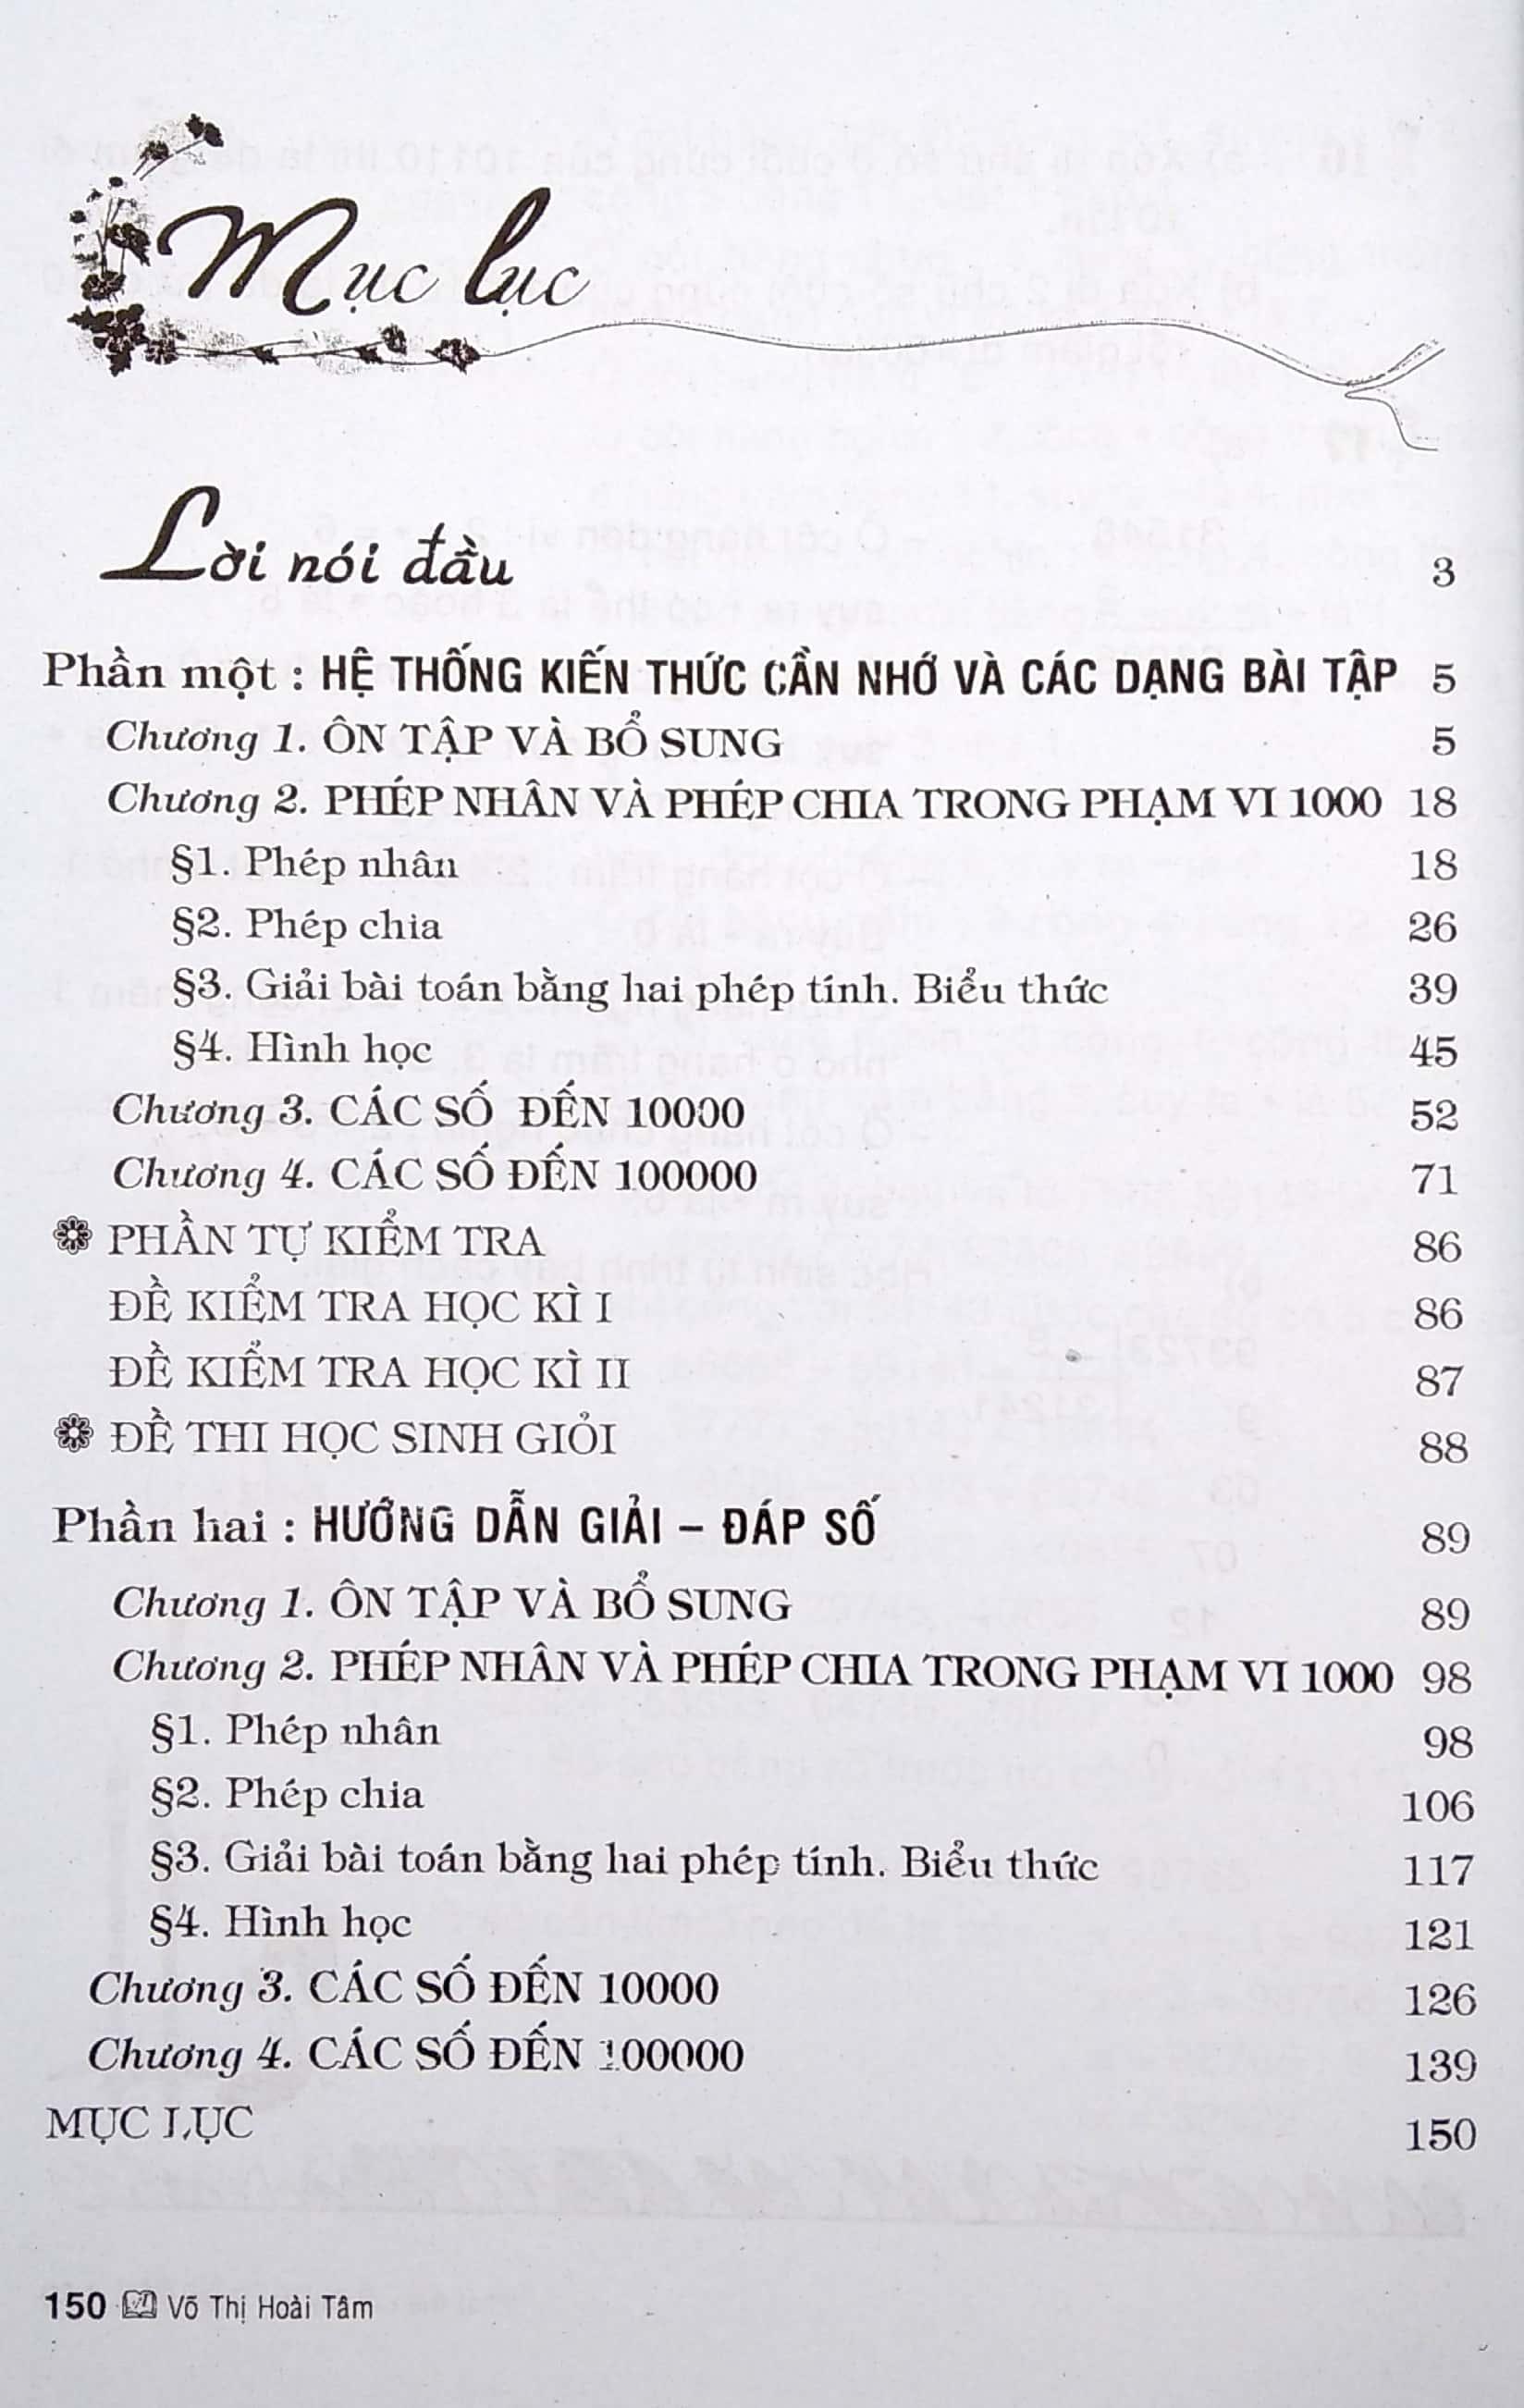 Mục lục
Lời nói đầu 3
Phần một : HỆ THỐNG KIẾN THỨC CẦN NHỚ VÀ CÁC DẠNG BÀI TẬP 5
Chương 1. ÔN TẬP VÀ BỔ SUNG 5
Chương 2. PHÉP NHÂN VÀ PHÉP CHIA TRONG PHẠM VI 1000 18
§1. Phép nhân 18
§2. Phép chia 26
§3. Giải bài toán bằng hai phép tính. Biểu thức 39
§4. Hình học 45
Chương 3. CÁC SỐ ĐẾN 10000 52
Chương 4. CÁC SỐ ĐẾN 100000 71
❁ PHẦN TỰ KIỂM TRA 86
ĐỀ KIỂM TRA HỌC KÌ I 86
ĐỀ KIỂM TRA HỌC KÌ II 87
❁ ĐỀ THI HỌC SINH GIỎI 88
Phần hai : HƯỚNG DẪN GIẢI – ĐÁP SỐ 89
Chương 1. ÔN TẬP VÀ BỔ SUNG 89
Chương 2. PHÉP NHÂN VÀ PHÉP CHIA TRONG PHẠM VI 1000 98
§1. Phép nhân 98
§2. Phép chia 106
§3. Giải bài toán bằng hai phép tính. Biểu thức 117
§4. Hình học 121
Chương 3. CÁC SỐ ĐẾN 10000 126
Chương 4. CÁC SỐ ĐẾN 100000 139
MỤC LỤC 150
150 Võ Thị Hoài Tâm